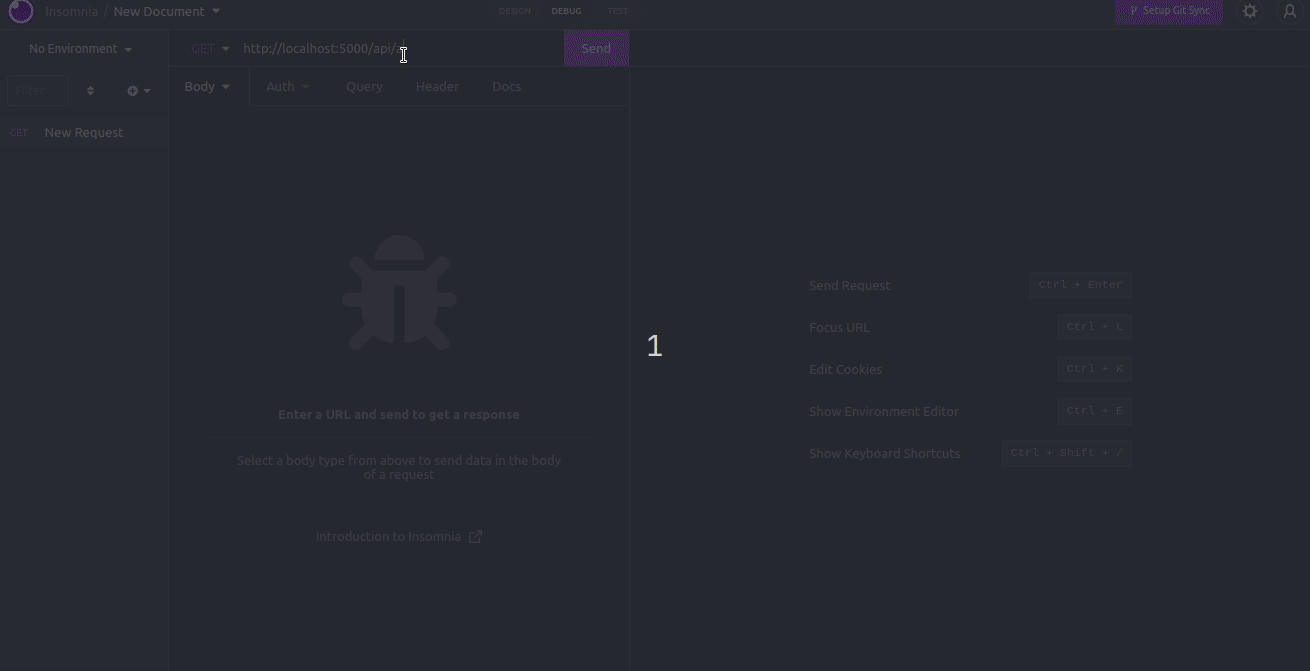 Insomnia / New Document
DESIGN DEBUG TEST
Setup Git Sync
No Environment
GET http://localhost:5000/api/
Send
Filter
Body Auth Query Header Docs
GET New Request
Enter a URL and send to get a response
Select a body type from above to send data in the body
of a request
Introduction to Insomnia
Send Request Ctrl + Enter
Focus URL Ctrl + L
Edit Cookies Ctrl + K
Show Environment Editor Ctrl + E
Show Keyboard Shortcuts Ctrl + Shift + /
1